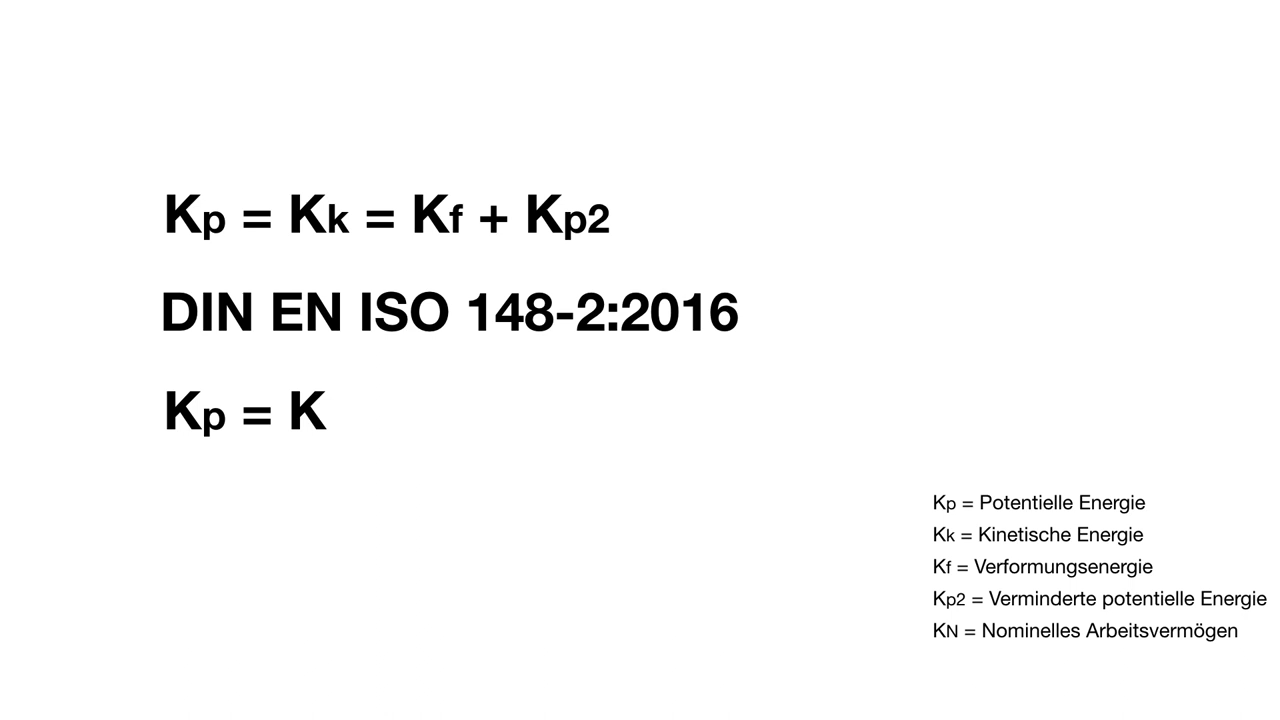 Kp = Kk = Kf + Kp2
DIN EN ISO 148-2:2016
Kp = K
Kp = Potentielle Energie
Kk = Kinetische Energie
Kf = Verformungsenergie
Kp2 = Verminderte potentielle Energie
KN = Nominelles Arbeitsvermögen